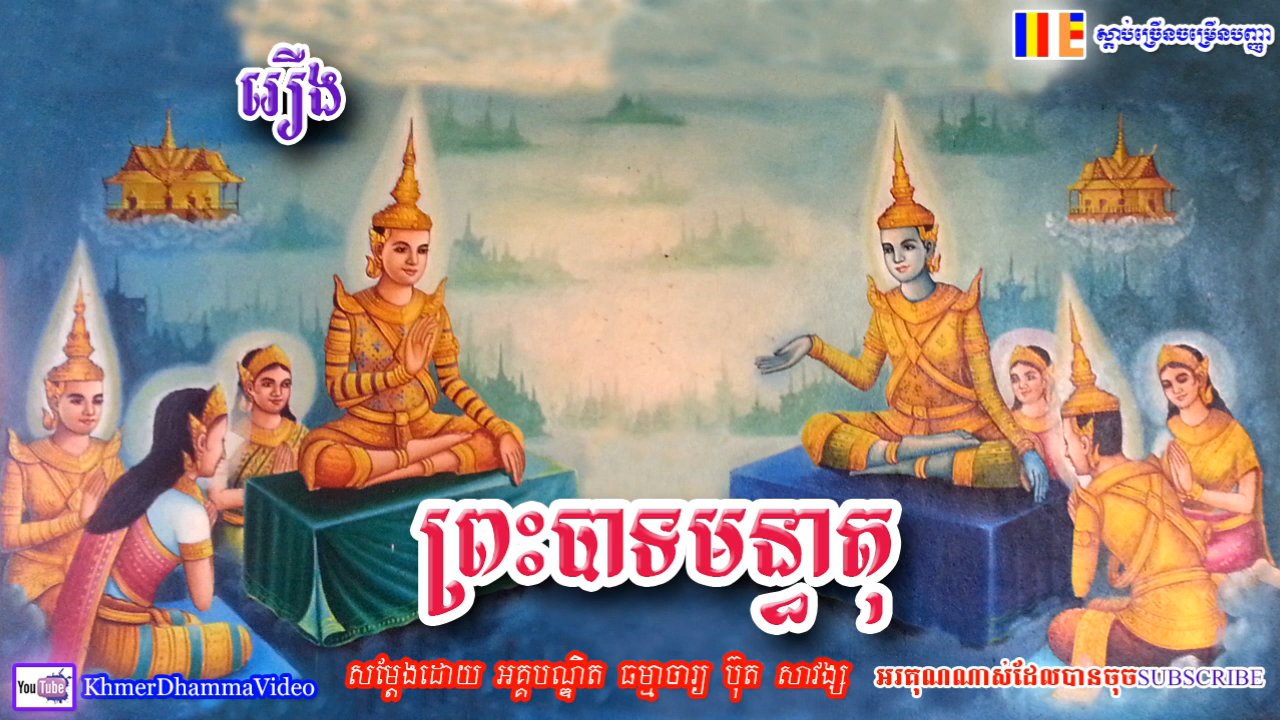 ស្តាប់ច្រើនចម្រើនបញ្ញា
រឿង
ព្រះបាទមន្ធាតុ
សម្តែងដោយ អគ្គបណ្ឌិត ធម្មាចារ្យ ប៊ុត សាវង្ស
អរគុណណាស់ដែលបានចុចSUBSCRIBE
YouTube KhmerDhammaVideo